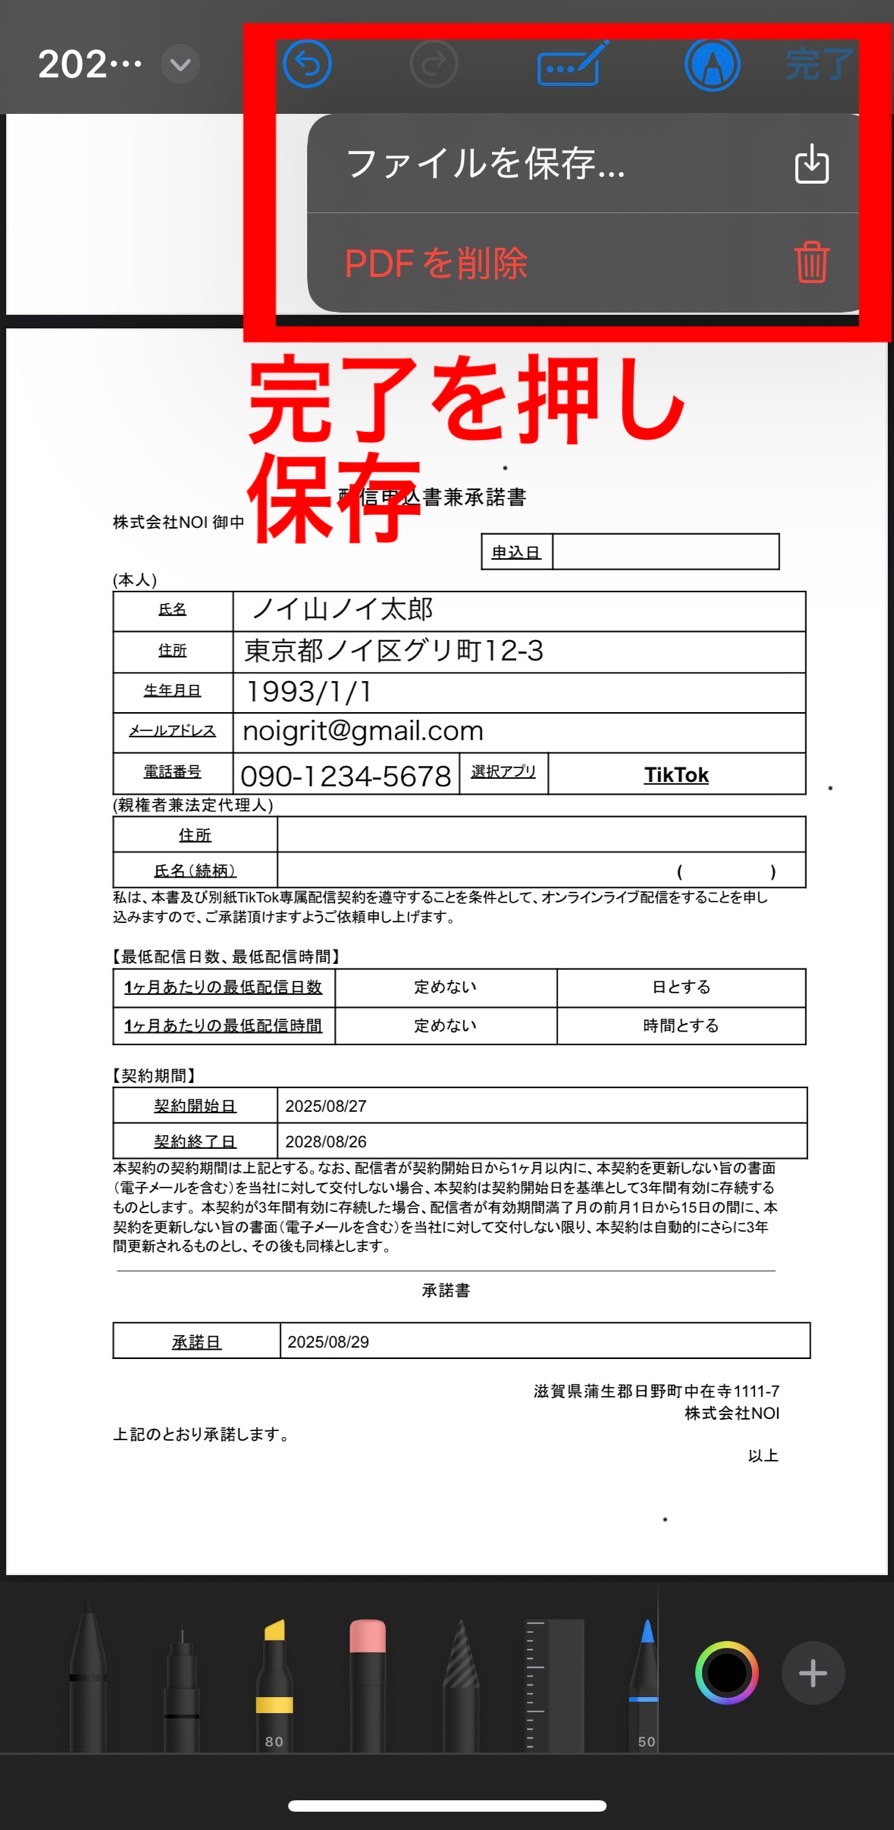 202…
完了
ファイルを保存...
PDFを削除
完了を押し
保存
配信申込書兼承諾書
株式会社NOI 御中
申込日
(本人)
氏名 ノイ山ノイ太郎
住所 東京都ノイ区グリ町12-3
生年月日 1993/1/1
メールアドレス noigrit@gmail.com
電話番号 090-1234-5678 選択アプリ TikTok
(親権者兼法定代理人)
住所
氏名(続柄) ( )
私は、本書及び別紙TikTok専属配信契約を遵守することを条件として、オンラインライブ配信をすることを申し
込みますので、ご承諾頂けますようご依頼申し上げます。
【最低配信日数、最低配信時間】
1ヶ月あたりの最低配信日数 定めない 日とする
1ヶ月あたりの最低配信時間 定めない 時間とする
【契約期間】
契約開始日 2025/08/27
契約終了日 2028/08/26
本契約の契約期間は上記とする。なお、配信者が契約開始日から1ヶ月以内に、本契約を更新しない旨の書面
(電子メールを含む)を当社に対して交付しない場合、本契約は契約開始日を基準として3年間有効に存続する
ものとします。本契約が3年間有効に存続した場合、配信者が有効期間満了月の前月1日から15日の間に、本
契約を更新しない旨の書面(電子メールを含む)を当社に対して交付しない限り、本契約は自動的にさらに3年
間更新されるものとし、その後も同様とします。
承諾書
承諾日 2025/08/29
滋賀県蒲生郡日野町中在寺1111-7
株式会社NOI
上記のとおり承諾します。
以上
80
50